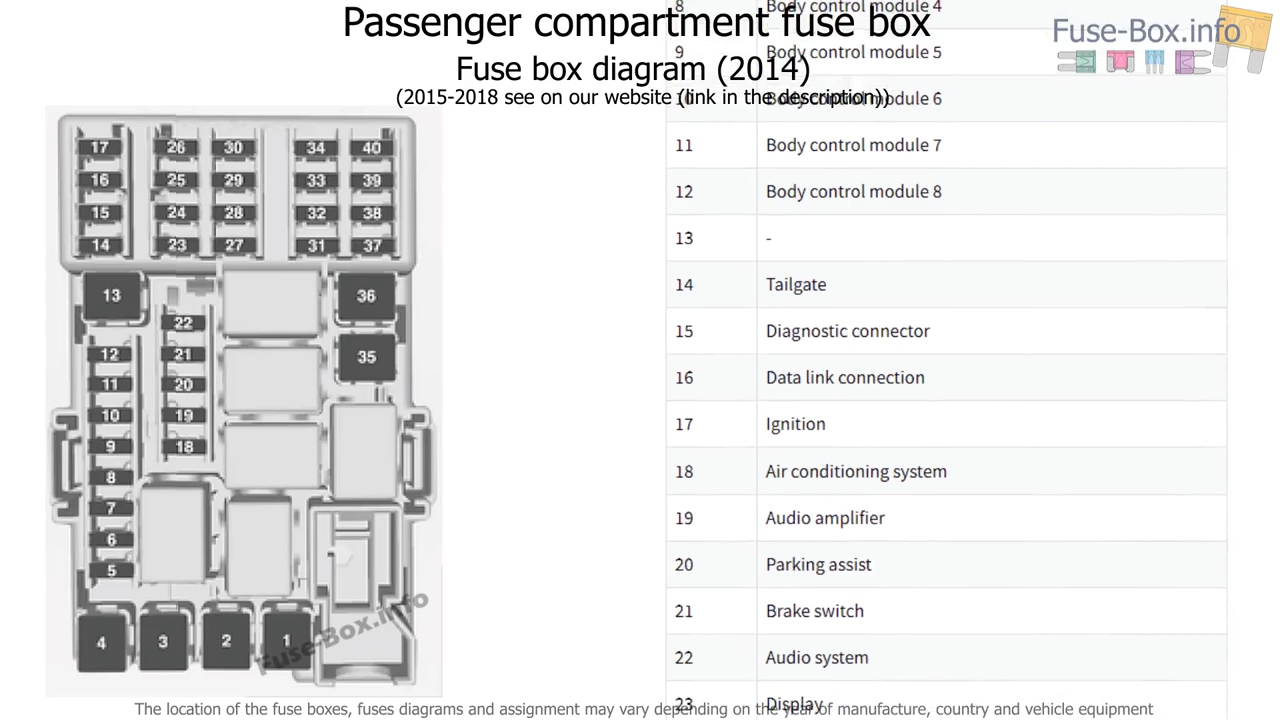 Passenger compartment fuse box
Fuse box diagram (2014)
(2015-2018 see on our website (link in the description))
Fuse-Box.info
17 26 30 34 40
16 25 29 33 39
15 24 28 32 38
14 23 27 31 37
13 36
22
12 21 35
11 20
10 19
9 18
8
7
6
5
4 3 2 1
Fuse-Box.info
8 Body control module 4
9 Body control module 5
10 Body control module 6
11 Body control module 7
12 Body control module 8
13 -
14 Tailgate
15 Diagnostic connector
16 Data link connection
17 Ignition
18 Air conditioning system
19 Audio amplifier
20 Parking assist
21 Brake switch
22 Audio system
23 Display
The location of the fuse boxes, fuses diagrams and assignment may vary depending on the year of manufacture, country and vehicle equipment